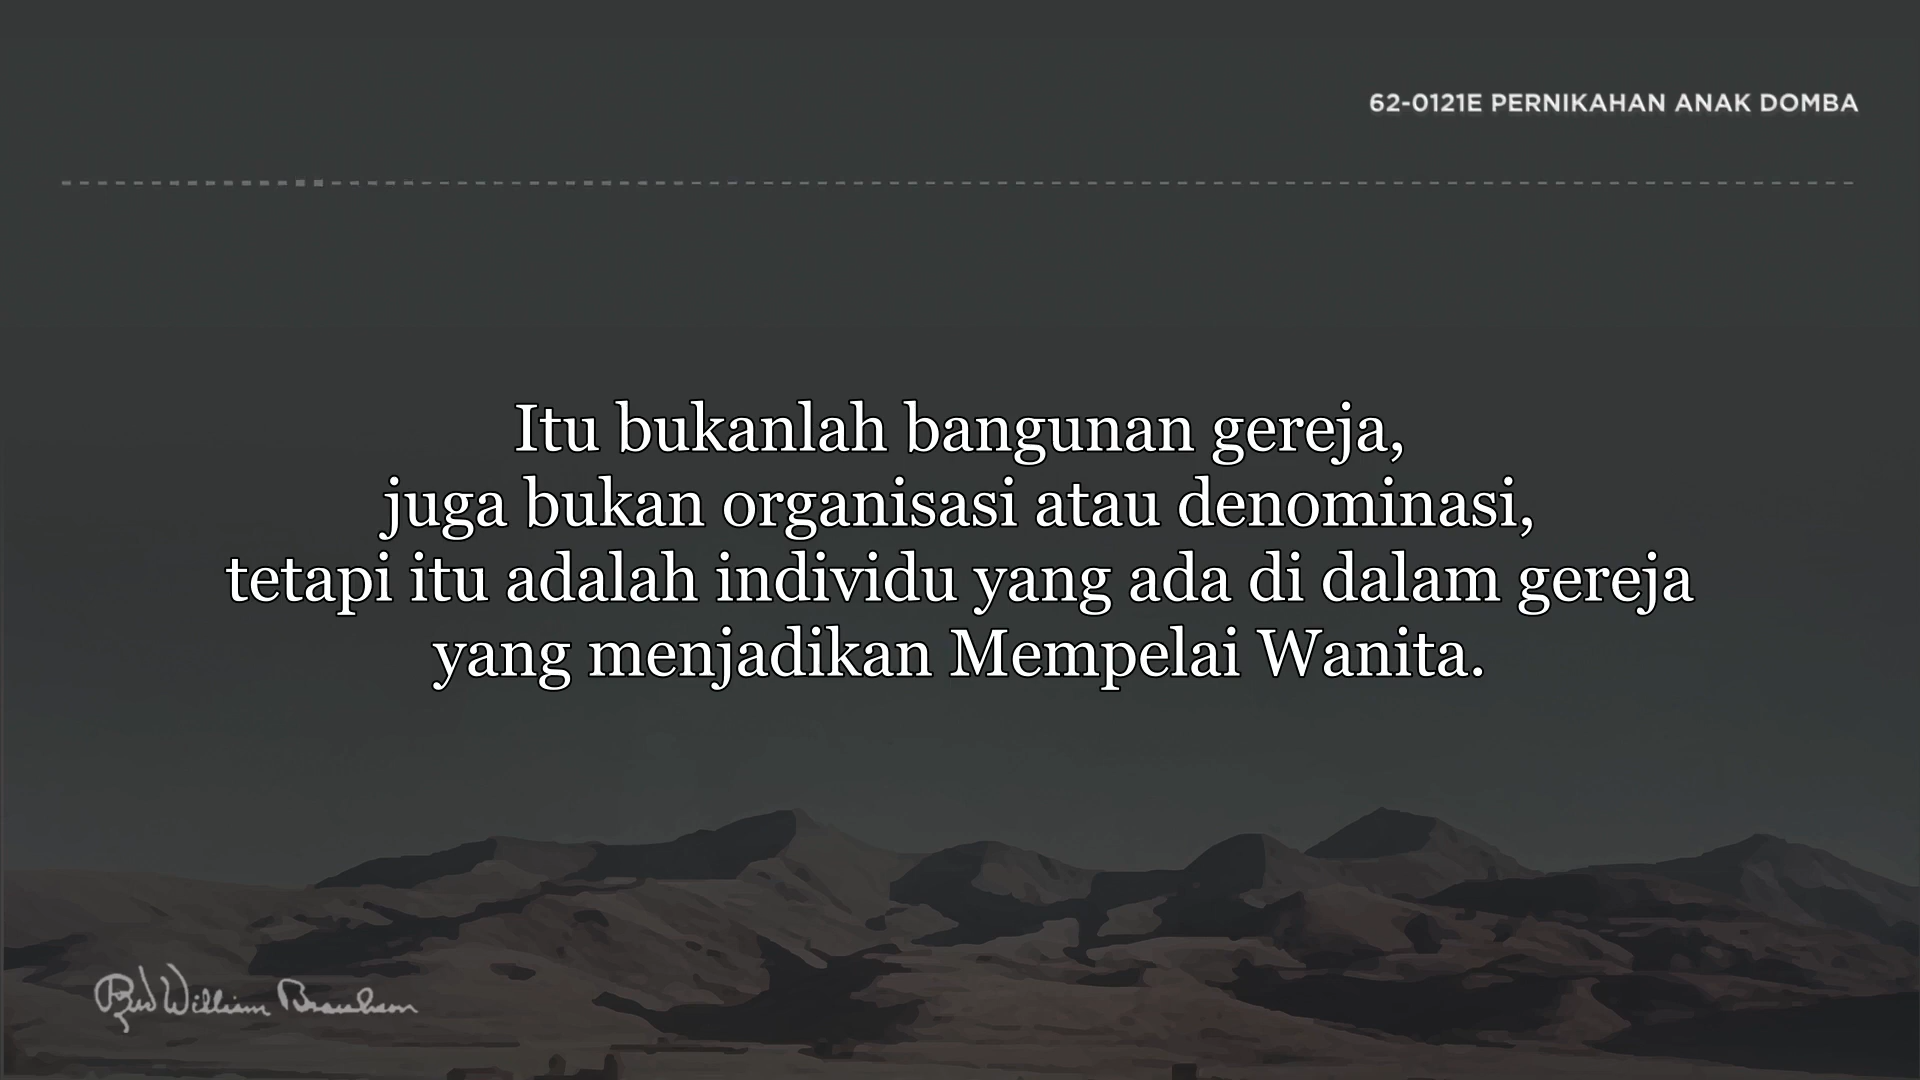 62-0121E PERNIKAHAN ANAK DOMBA
Itu bukanlah bangunan gereja,
juga bukan organisasi atau denominasi,
tetapi itu adalah individu yang ada di dalam gereja
yang menjadikan Mempelai Wanita.
Rev William Branham